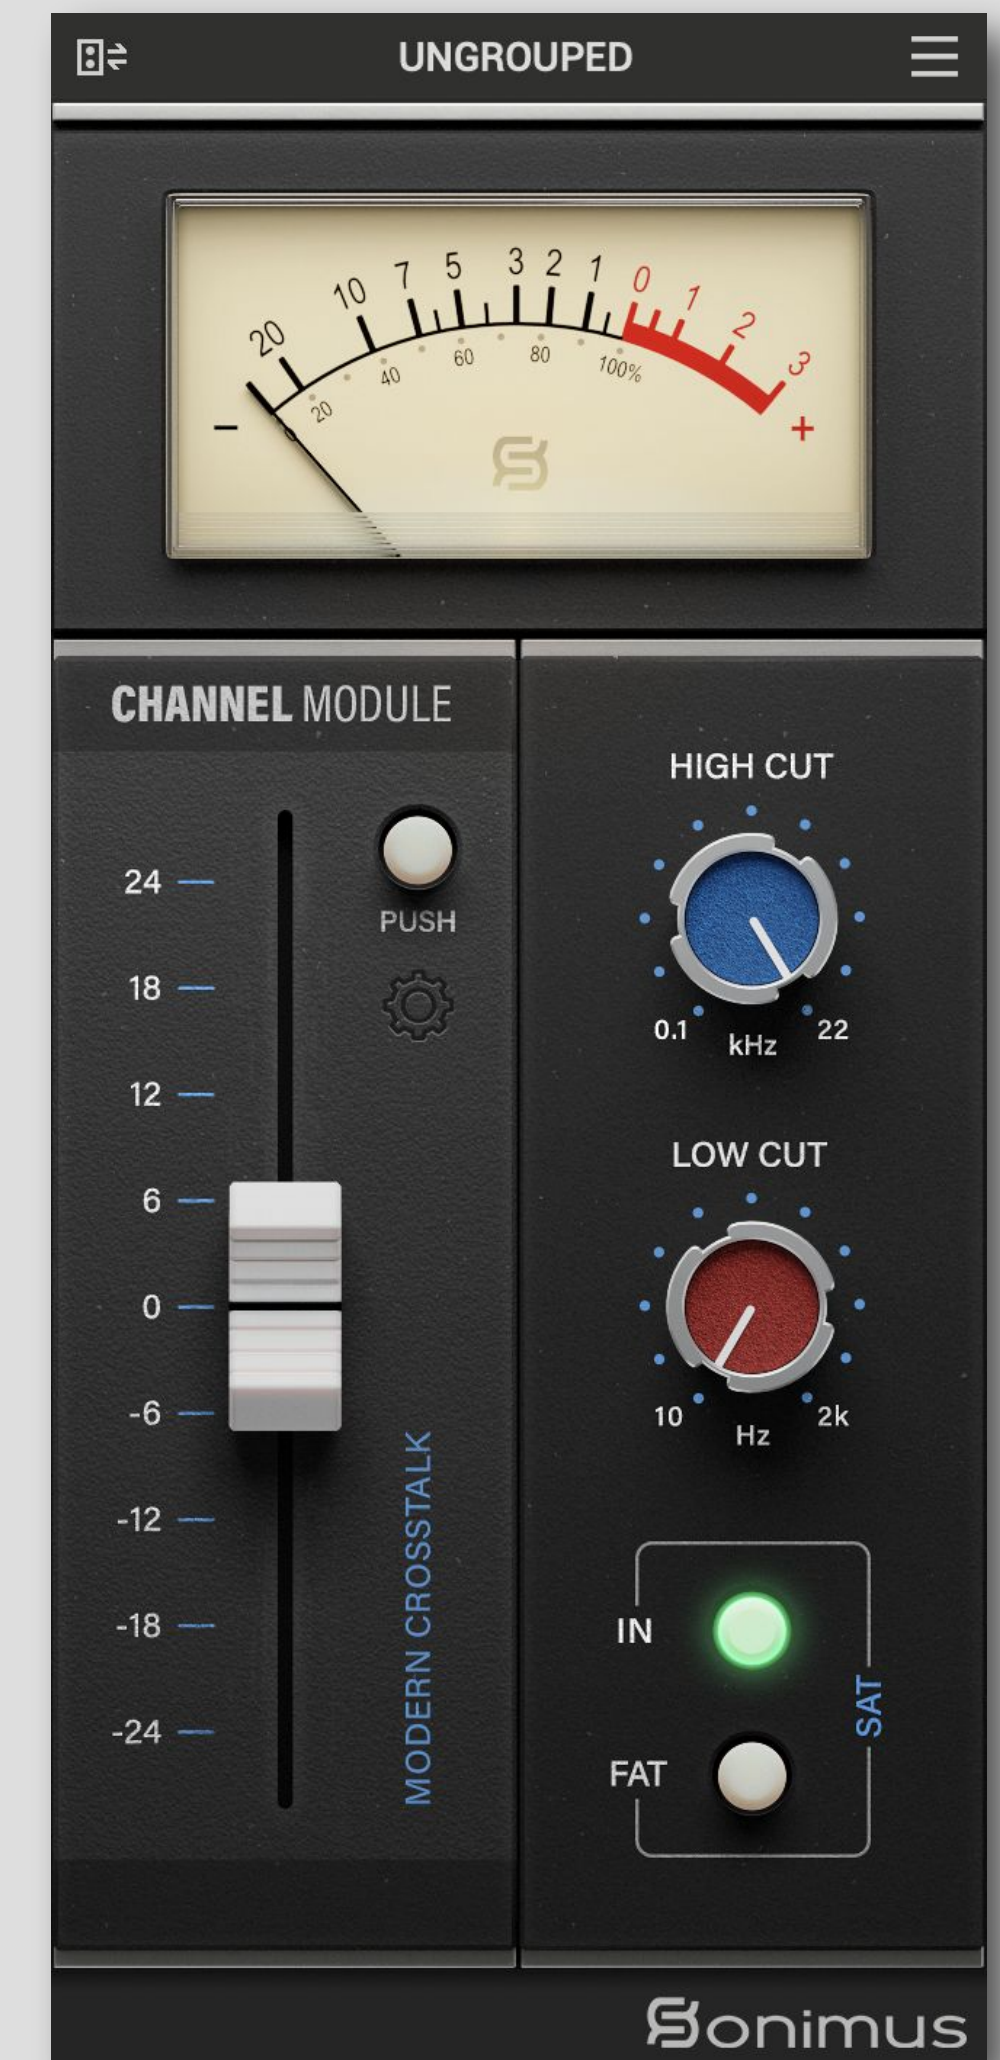 UNGROUPED
20 10 7 5 3 2 1 0 1 2 3
20 40 60 80 100%
− +
CHANNEL MODULE
PUSH
24
18
12
6
0
-6
-12
-18
-24
MODERN CROSSTALK
HIGH CUT
0.1 kHz 22
LOW CUT
10 Hz 2k
IN
SAT
FAT
Sonimus